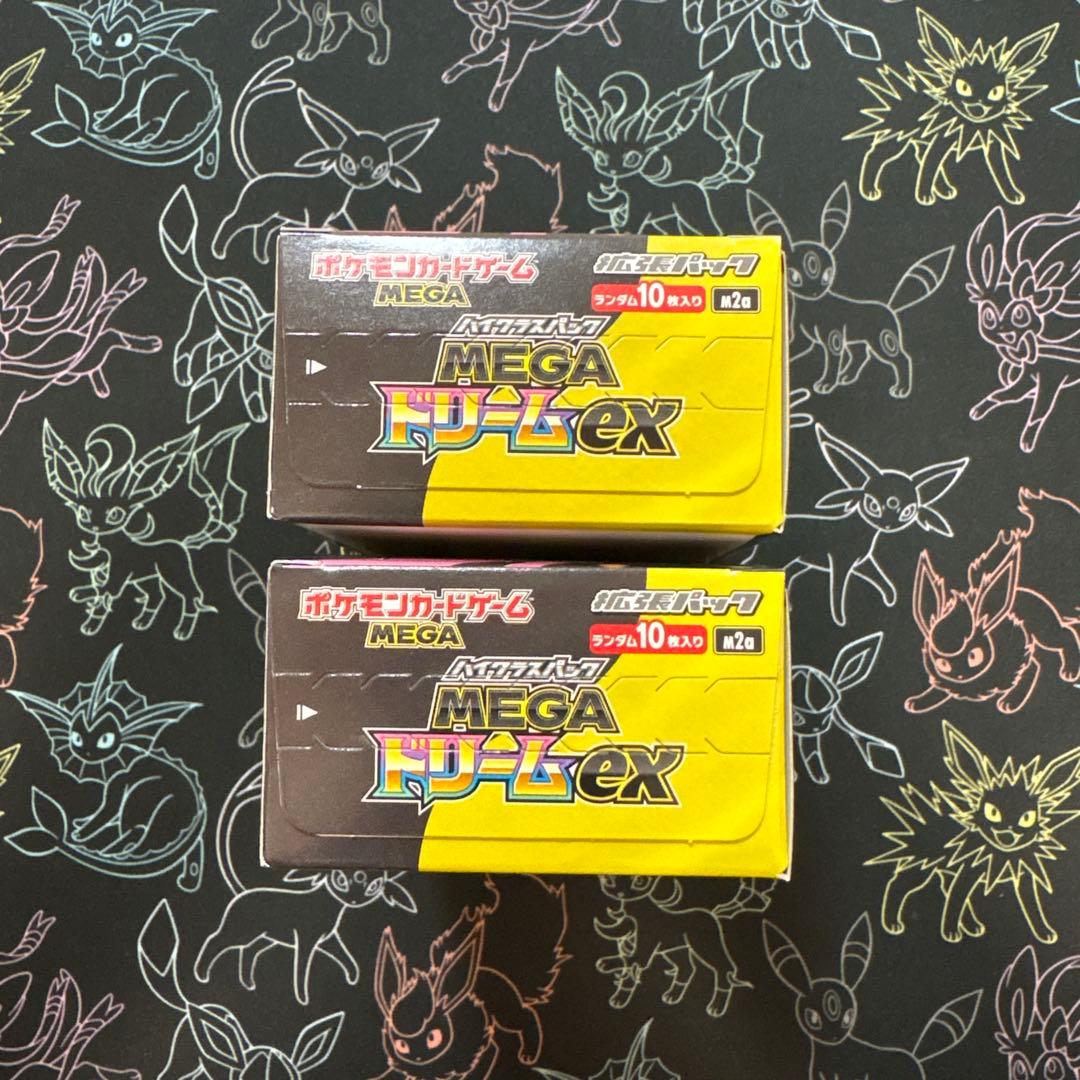 ポケモンカードゲーム
MEGA
拡張パック
ランダム10枚入り M2a
ハイクラスパック
MEGA
ドリームex
ポケモンカードゲーム
MEGA
拡張パック
ランダム10枚入り M2a
ハイクラスパック
MEGA
ドリームex